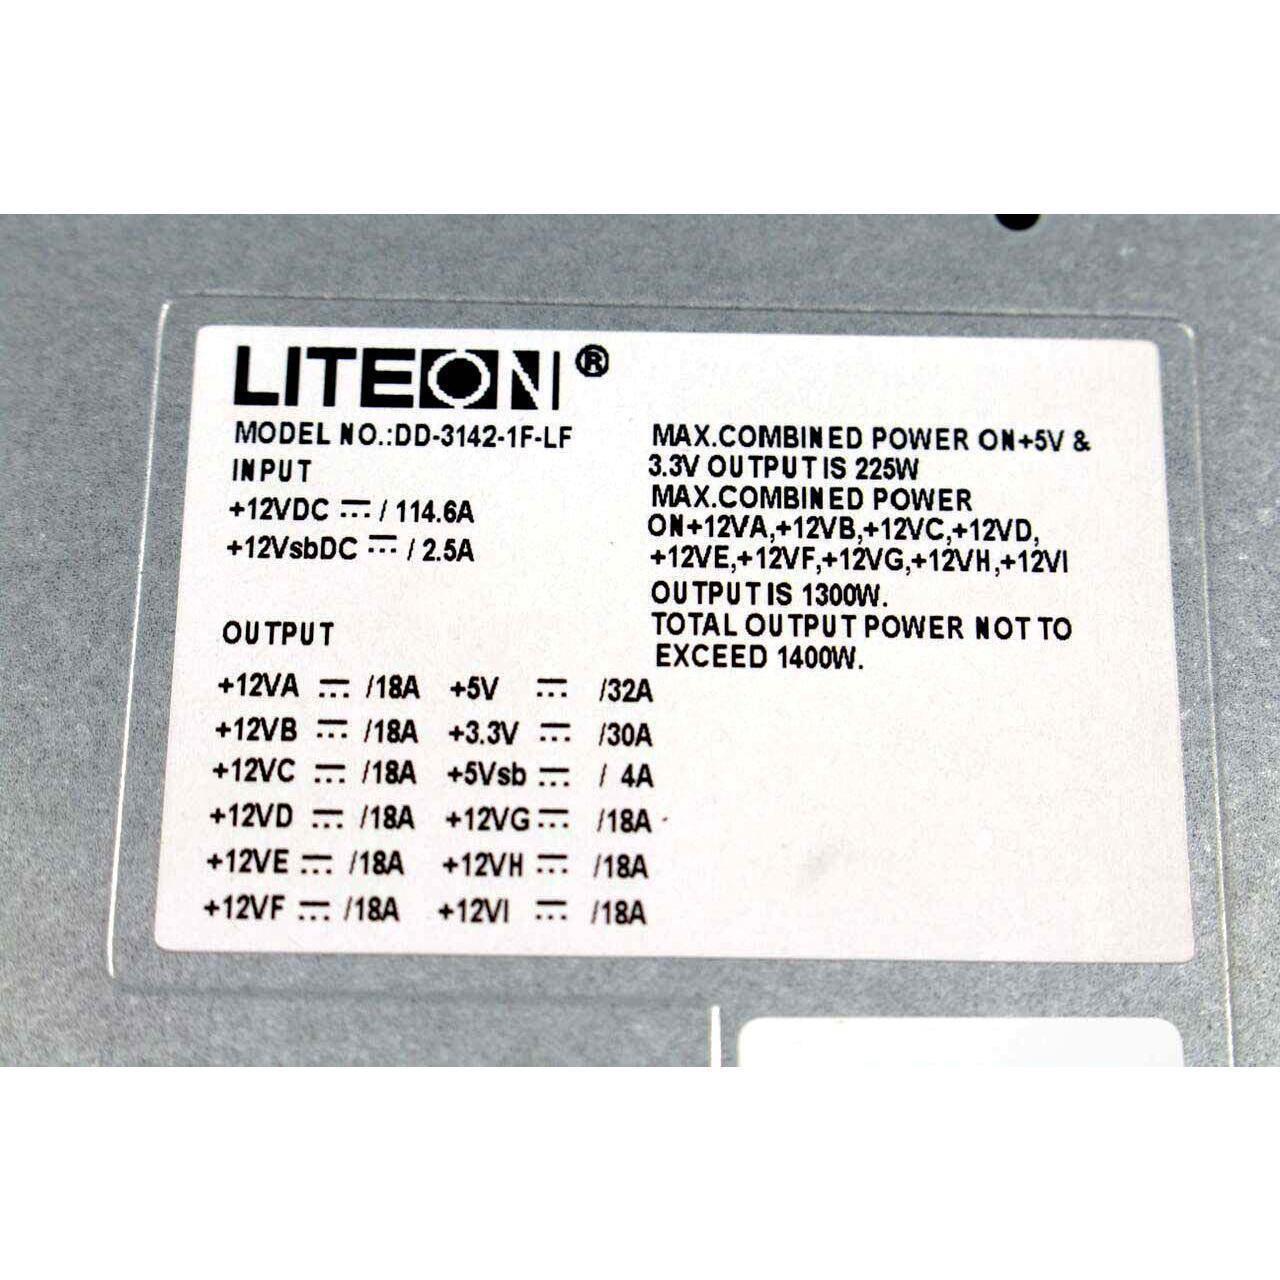 LITEON®
MODEL NO.:DD-3142-1F-LF
INPUT
+12VDC ⎓ / 114.6A
+12VsbDC ⎓ / 2.5A
OUTPUT
+12VA ⎓ /18A +5V ⎓ /32A
+12VB ⎓ /18A +3.3V ⎓ /30A
+12VC ⎓ /18A +5Vsb ⎓ / 4A
+12VD ⎓ /18A +12VG ⎓ /18A
+12VE ⎓ /18A +12VH ⎓ /18A
+12VF ⎓ /18A +12VI ⎓ /18A
MAX.COMBINED POWER ON+5V &
3.3V OUTPUT IS 225W
MAX.COMBINED POWER
ON+12VA,+12VB,+12VC,+12VD,
+12VE,+12VF,+12VG,+12VH,+12VI
OUTPUT IS 1300W.
TOTAL OUTPUT POWER NOT TO
EXCEED 1400W.